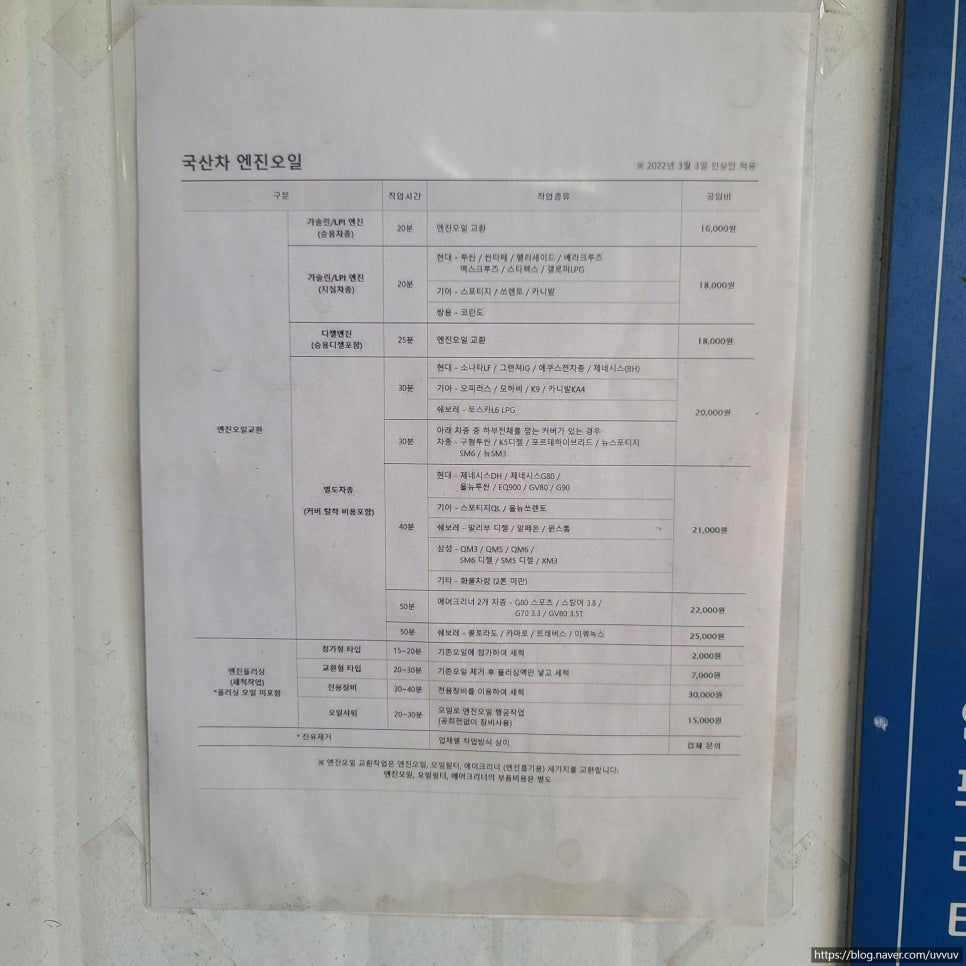 국산차 엔진오일
※ 2022년 3월 3일 인상안 적용
구분 작업시간 작업종류 공임비
엔진오일교환
가솔린/LPI 엔진
(승용차종)
20분 엔진오일 교환 16,000원
가솔린/LPI 엔진
(지정차종)
20분
현대 - 투싼 / 싼타페 / 팰리세이드 / 베라크루즈
맥스크루즈 / 스타렉스 / 갤로퍼LPG
기아 - 스포티지 / 쏘렌토 / 카니발
쌍용 - 코란도
18,000원
디젤엔진
(승용디젤포함)
25분 엔진오일 교환 18,000원
별도차종
(커버 탈착 비용포함)
30분
현대 - 소나타LF / 그랜져IG / 에쿠스전차종 / 제네시스(BH)
기아 - 오피러스 / 모하비 / K9 / 카니발KA4
쉐보레 - 토스카L6 LPG
20,000원
30분
아래 차종 중 하부전체를 덮는 커버가 있는 경우
차종 - 구형투싼 / K5디젤 / 포르테하이브리드 / 뉴스포티지
SM6 / 뉴SM3
40분
현대 - 제네시스DH / 제네시스G80 /
올뉴투싼 / EQ900 / GV80 / G90
기아 - 스포티지QL / 올뉴쏘렌토
쉐보레 - 말리부 디젤 / 알페온 / 윈스톰
삼성 - QM3 / QM5 / QM6 /
SM6 디젤 / SM5 디젤 / XM3
기타 - 화물차량 (2톤 미만)
21,000원
50분
에어크리너 2개 차종 - G80 스포츠 / 스팅어 3.8 /
G70 3.3 / GV80 3.5T
22,000원
50분 쉐보레 - 콜로라도 / 카마로 / 트레버스 / 이쿼녹스 25,000원
엔진플러싱
(세척작업)
*플러싱 오일 미포함
첨가형 타입 15~20분 기존오일에 첨가하여 세척 2,000원
교환형 타입 20~30분 기존오일 제거 후 플러싱액만 넣고 세척 7,000원
전용장비 30~40분 전용장비를 이용하여 세척 30,000원
오일샤워 20~30분
오일로 엔진오일 헹굼작업
(공회전없이 장비사용)
15,000원
* 잔유제거 업체별 작업방식 상이 업체 문의
※ 엔진오일 교환작업은 엔진오일, 오일필터, 에어크리너 (엔진흡기용) 세가지를 교환합니다.
엔진오일, 오일필터, 에어크리너의 부품비용은 별도
https://blog.naver.com/uvvuv